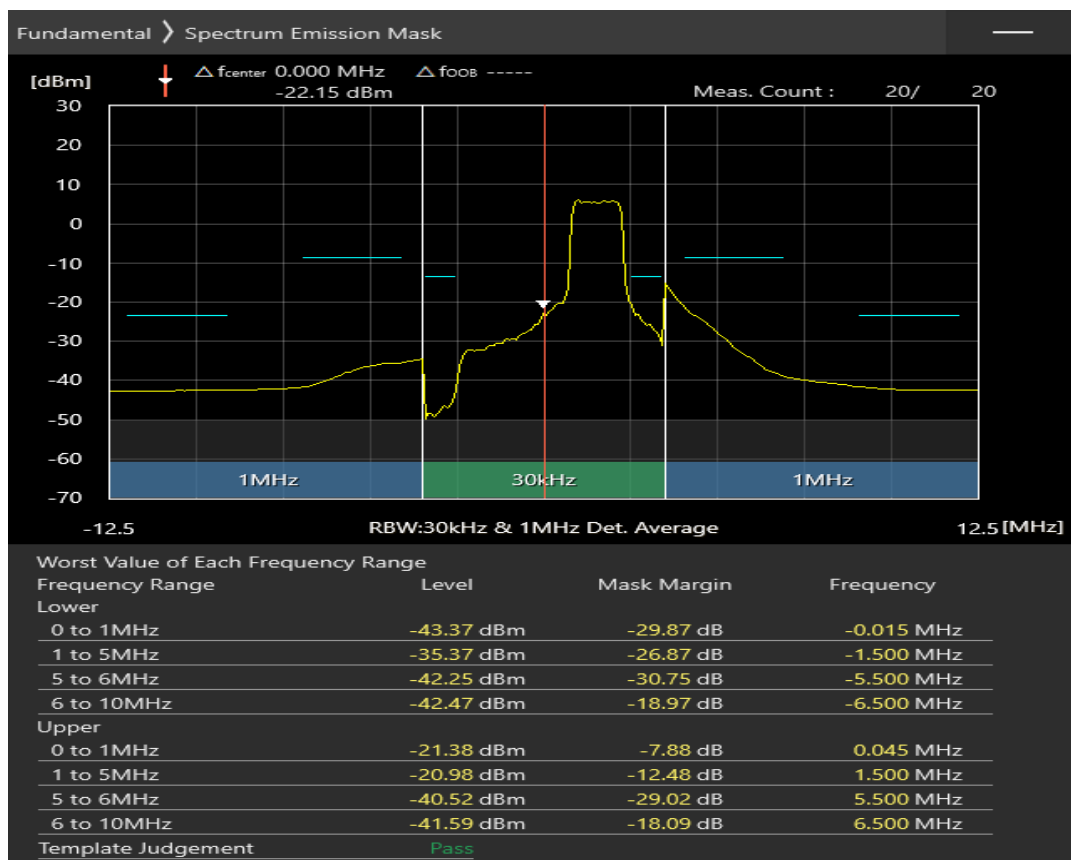 Fundamental ❯ Spectrum Emission Mask
[dBm] △ fcenter 0.000 MHz △ fOOB -----
-22.15 dBm Meas. Count : 20/ 20
30
20
10
0
-10
-20
-30
-40
-50
-60
-70
1MHz 30kHz 1MHz
-12.5 RBW:30kHz & 1MHz Det. Average 12.5 [MHz]
Worst Value of Each Frequency Range
Frequency Range Level Mask Margin Frequency
Lower
0 to 1MHz -43.37 dBm -29.87 dB -0.015 MHz
1 to 5MHz -35.37 dBm -26.87 dB -1.500 MHz
5 to 6MHz -42.25 dBm -30.75 dB -5.500 MHz
6 to 10MHz -42.47 dBm -18.97 dB -6.500 MHz
Upper
0 to 1MHz -21.38 dBm -7.88 dB 0.045 MHz
1 to 5MHz -20.98 dBm -12.48 dB 1.500 MHz
5 to 6MHz -40.52 dBm -29.02 dB 5.500 MHz
6 to 10MHz -41.59 dBm -18.09 dB 6.500 MHz
Template Judgement Pass